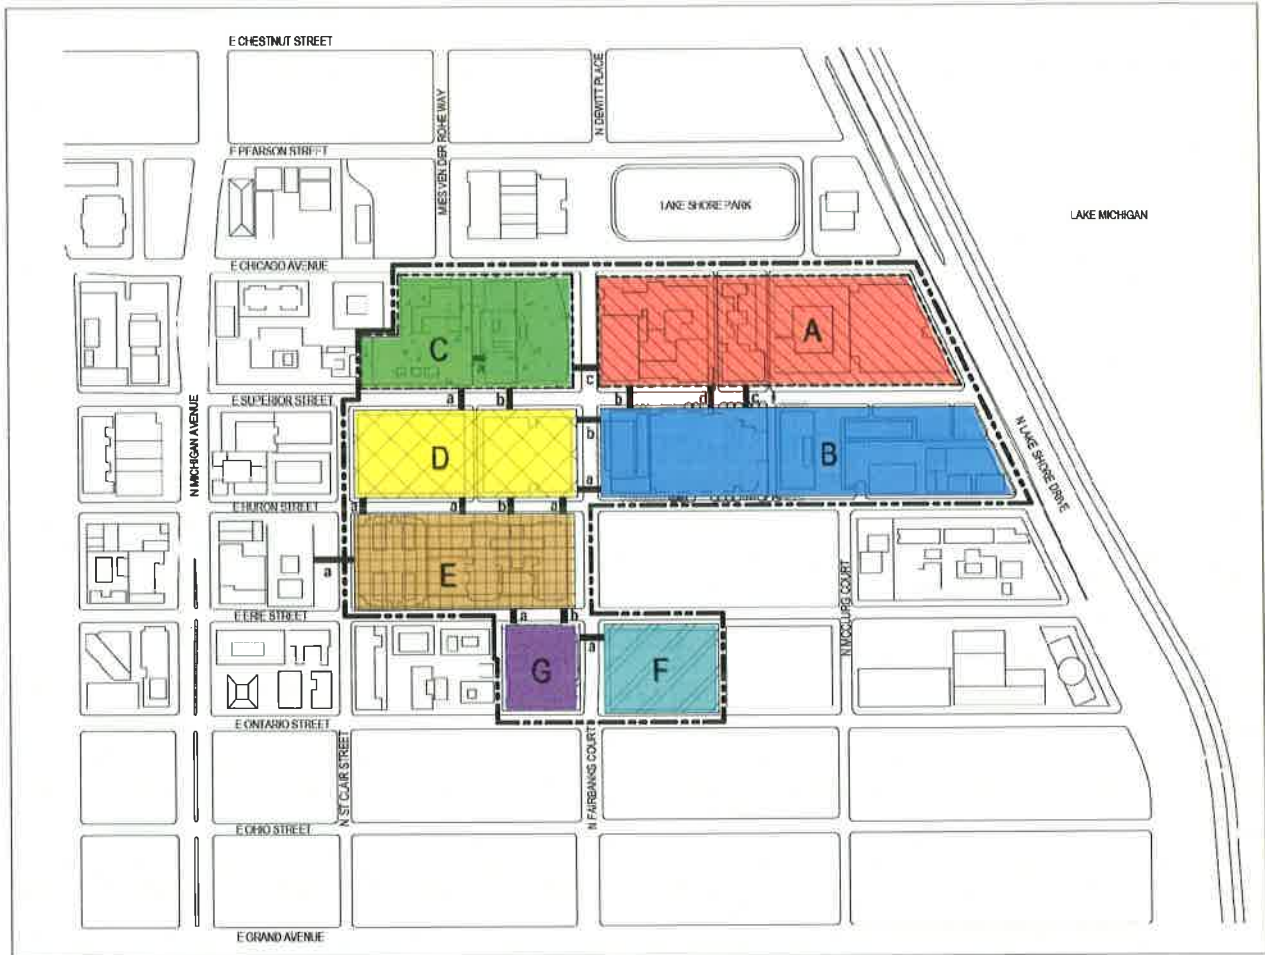 E CHESTNUT STREET
N DEWITT PLACE
MIES VEN DER ROHE WAY
E PEARSON STREET
LAKE SHORE PARK
LAKE MICHIGAN
E CHICAGO AVENUE
A
C
c
a
b
b
d
c
E SUPERIOR STREET
N MICHIGAN AVENUE
N LAKE SHORE DRIVE
b
D
B
a
E HURON STREET
a
a
b
a
E
a
N MCCLURG COURT
E ERIE STREET
a
b
a
G
F
E ONTARIO STREET
N ST CLAIR STREET
N FAIRBANKS COURT
E OHIO STREET
E GRAND AVENUE